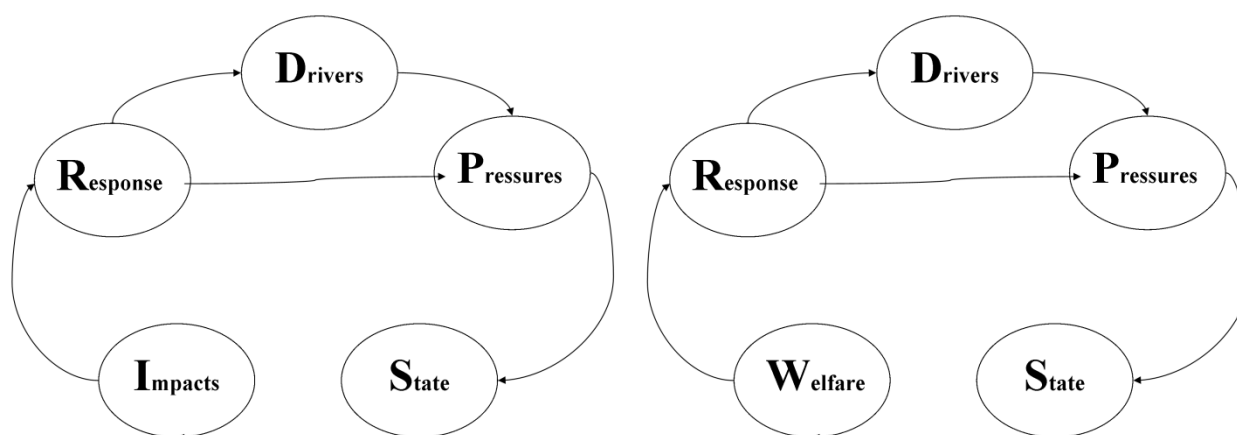 Drivers
Response
Pressures
Impacts
State
Drivers
Response
Pressures
Welfare
State